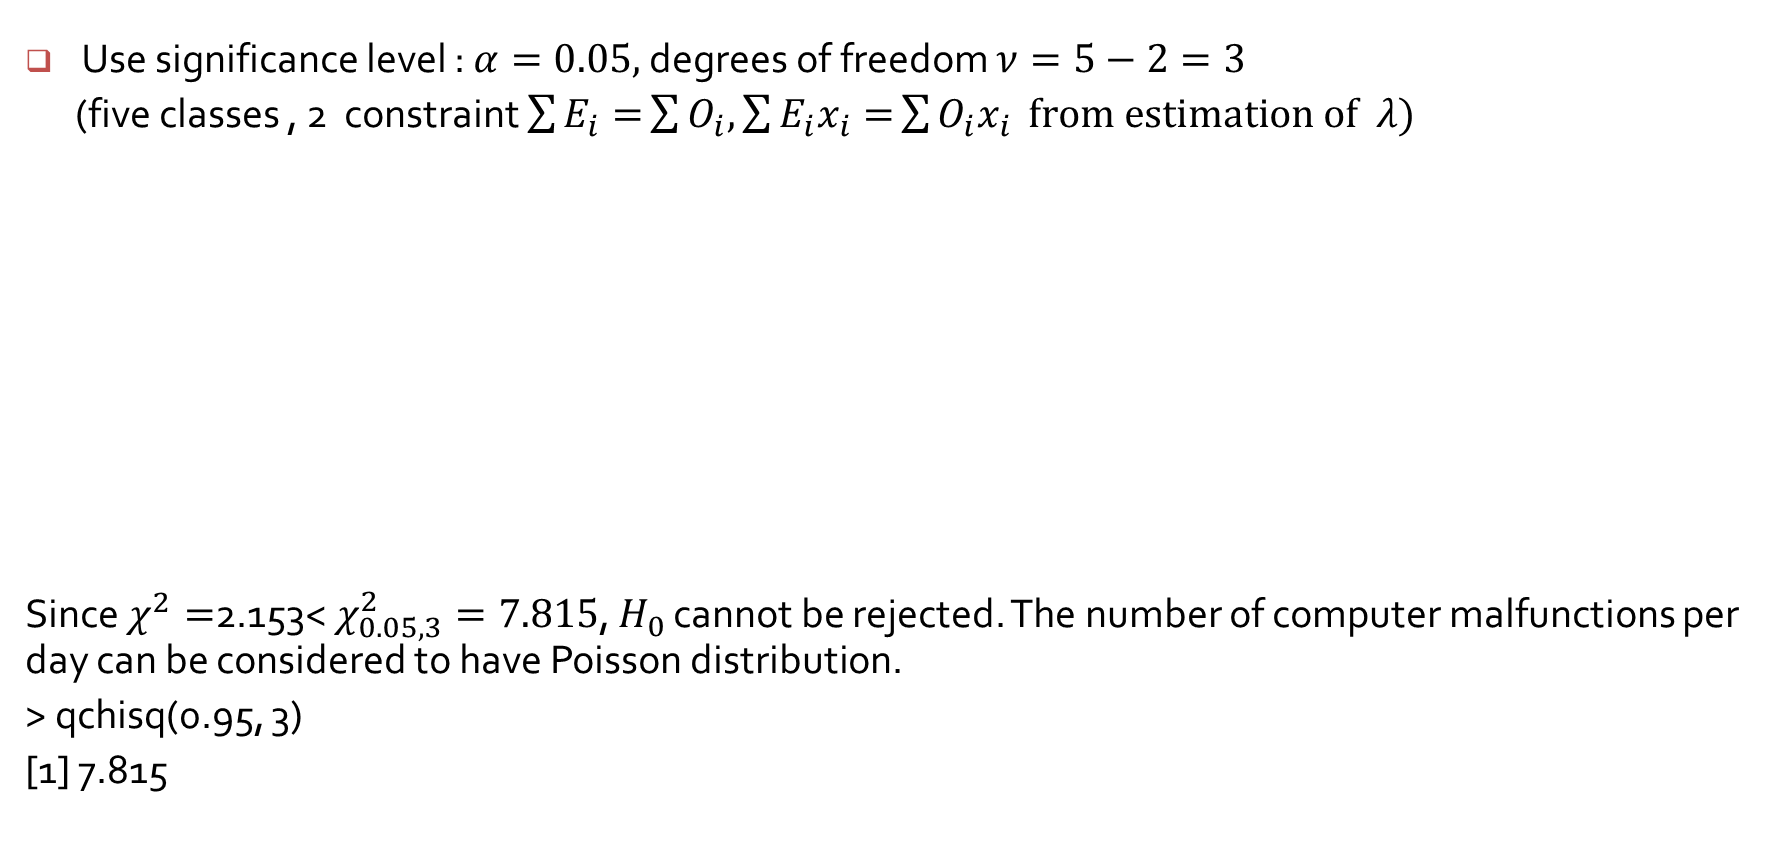 ❑ Use significance level : α = 0.05, degrees of freedom ν = 5 − 2 = 3
(five classes , 2 constraint ∑ Eᵢ = ∑ Oᵢ, ∑ Eᵢxᵢ = ∑ Oᵢxᵢ from estimation of λ)
Since χ² =2.153< χ²₀.₀₅,₃ = 7.815, H₀ cannot be rejected. The number of computer malfunctions per
day can be considered to have Poisson distribution.
> qchisq(0.95, 3)
[1] 7.815